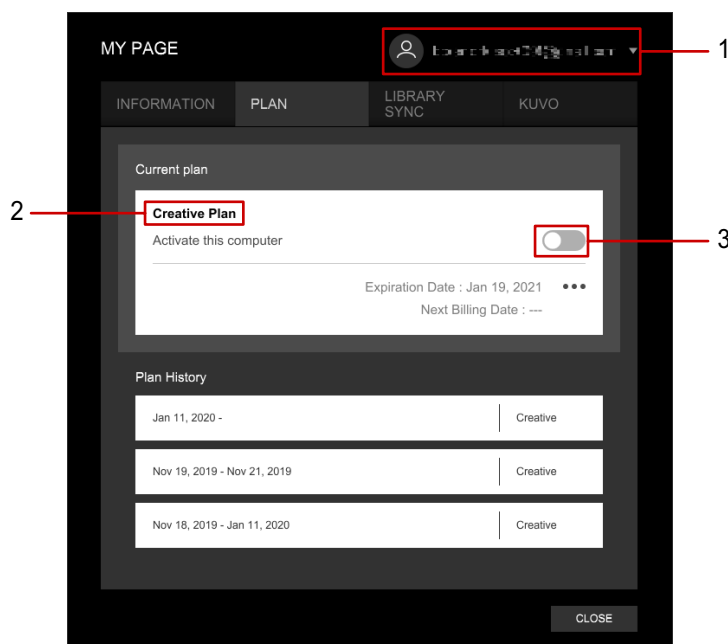 MY PAGE
1
INFORMATION
PLAN
LIBRARY
SYNC
KUVO
Current plan
2
Creative Plan
Activate this computer
3
Expiration Date : Jan 19, 2021
Next Billing Date : ---
Plan History
Jan 11, 2020 -
Creative
Nov 19, 2019 - Nov 21, 2019
Creative
Nov 18, 2019 - Jan 11, 2020
Creative
CLOSE